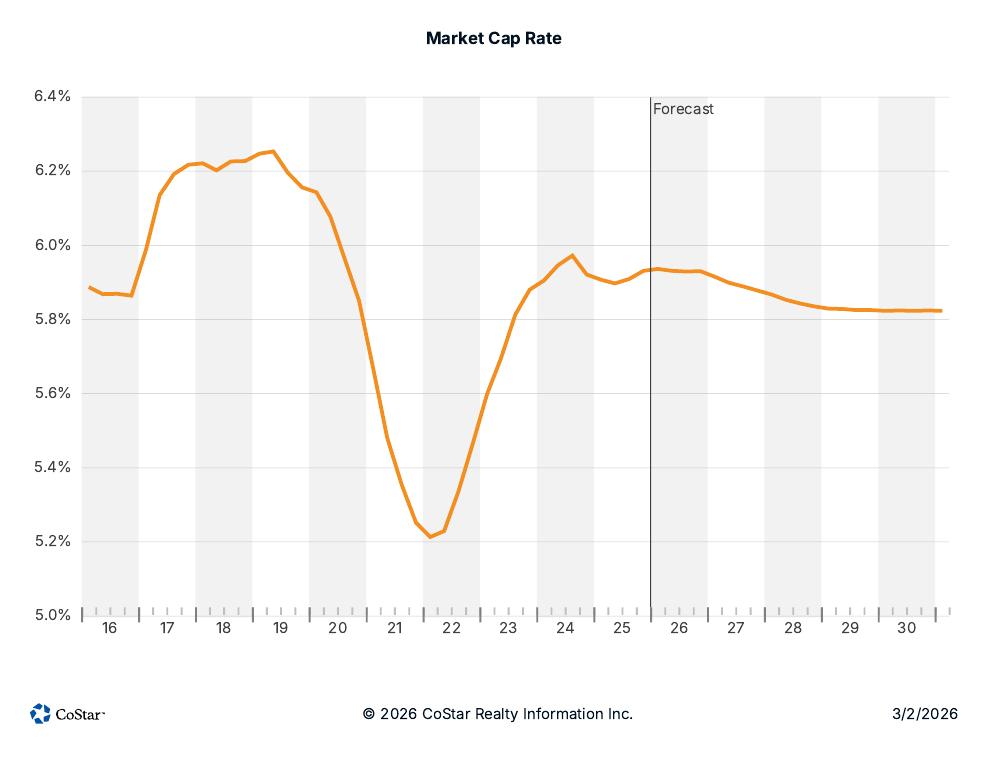 Market Cap Rate
6.4%
Forecast
6.2%
6.0%
5.8%
5.6%
5.4%
5.2%
5.0%
16 17 18 19 20 21 22 23 24 25 26 27 28 29 30
CoStar™
© 2026 CoStar Realty Information Inc.
3/2/2026